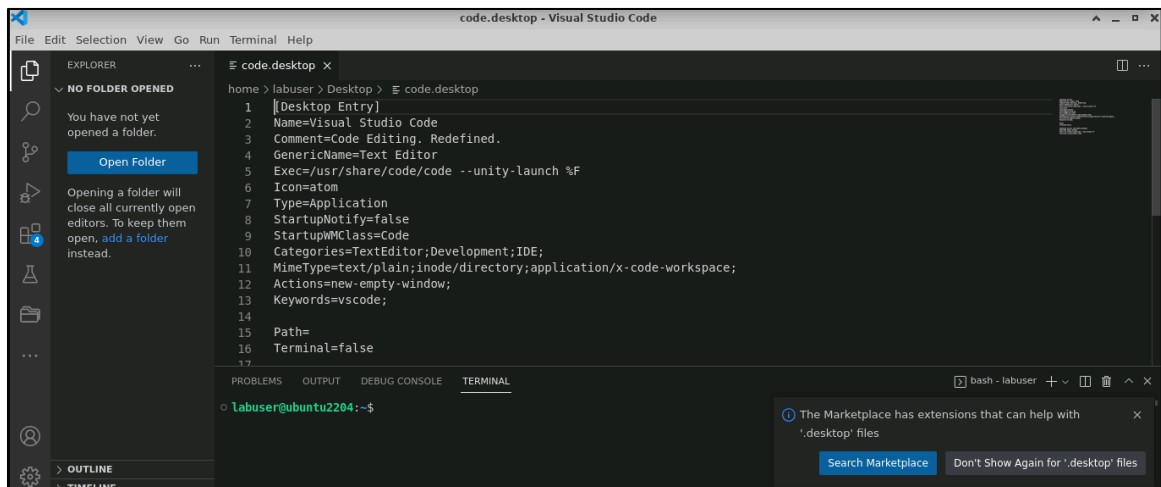 code.desktop - Visual Studio Code
File Edit Selection View Go Run Terminal Help
EXPLORER
NO FOLDER OPENED
You have not yet
opened a folder.
Open Folder
Opening a folder will
close all currently open
editors. To keep them
open, add a folder
instead.
4
OUTLINE
TIMELINE
code.desktop
home > labuser > Desktop > code.desktop
1 [Desktop Entry]
2 Name=Visual Studio Code
3 Comment=Code Editing. Redefined.
4 GenericName=Text Editor
5 Exec=/usr/share/code/code --unity-launch %F
6 Icon=atom
7 Type=Application
8 StartupNotify=false
9 StartupWMClass=Code
10 Categories=TextEditor;Development;IDE;
11 MimeType=text/plain;inode/directory;application/x-code-workspace;
12 Actions=new-empty-window;
13 Keywords=vscode;
14
15 Path=
16 Terminal=false
17
PROBLEMS OUTPUT DEBUG CONSOLE TERMINAL
bash - labuser
labuser@ubuntu2204:~$
The Marketplace has extensions that can help with
'.desktop' files
Search Marketplace Don't Show Again for '.desktop' files